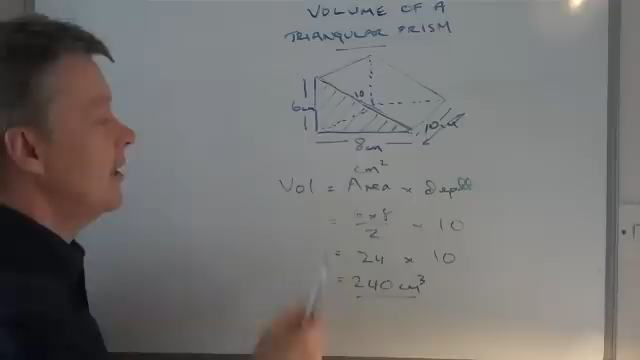 VOLUME OF A
TRIANGULAR PRISM
10
6cm
10cm
8cm
cm²
Vol = Area x depth
= 6 x 8 / 2 x 10
= 24 x 10
= 240 cm³